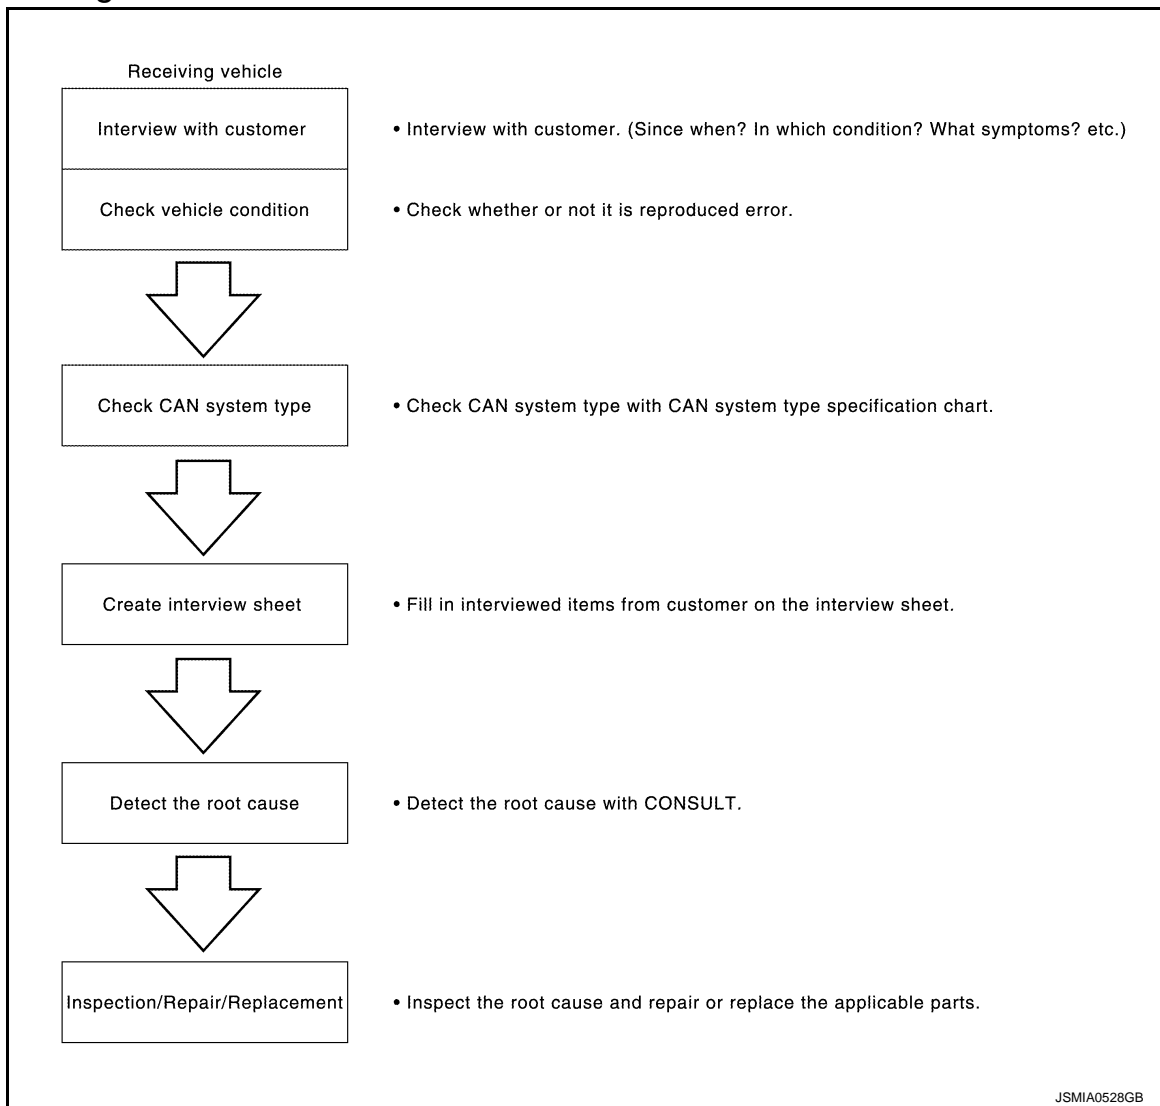 Receiving vehicle
Interview with customer
• Interview with customer. (Since when? In which condition? What symptoms? etc.)
Check vehicle condition
• Check whether or not it is reproduced error.
Check CAN system type
• Check CAN system type with CAN system type specification chart.
Create interview sheet
• Fill in interviewed items from customer on the interview sheet.
Detect the root cause
• Detect the root cause with CONSULT.
Inspection/Repair/Replacement
• Inspect the root cause and repair or replace the applicable parts.
JSMIA0528GB